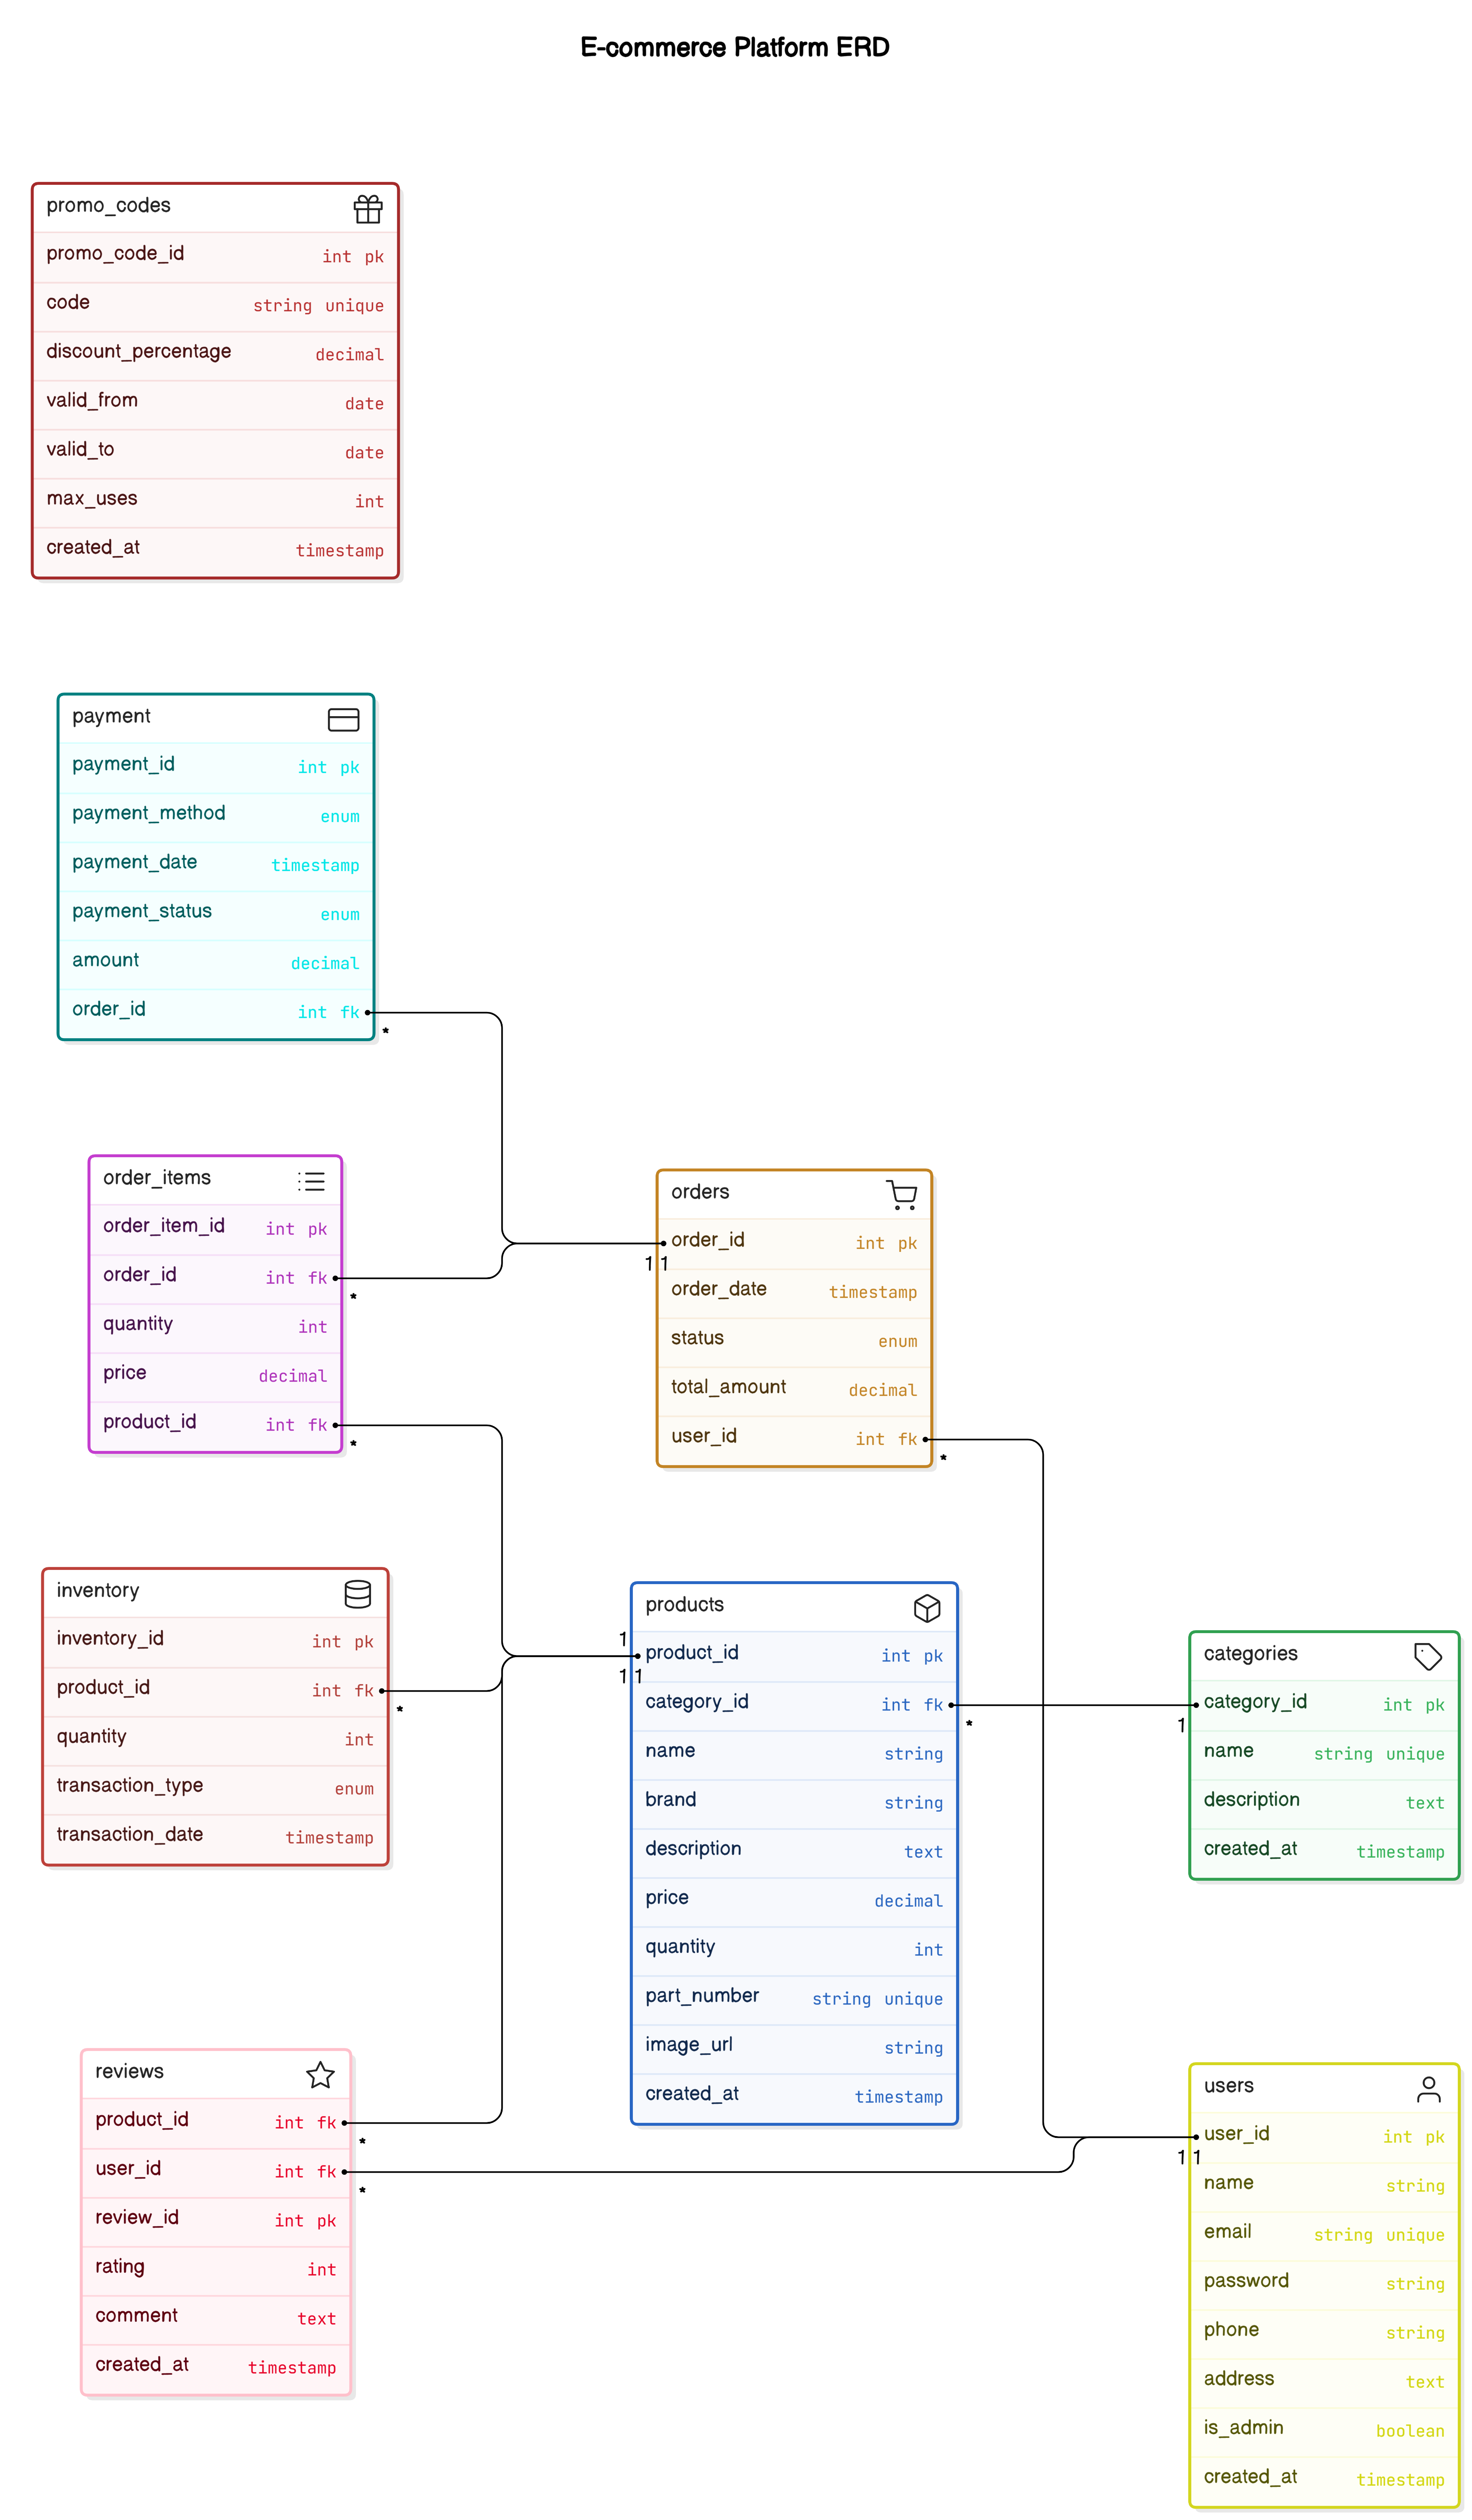 E-commerce Platform ERD
promo_codes
promo_code_id int pk
code string unique
discount_percentage decimal
valid_from date
valid_to date
max_uses int
created_at timestamp
payment
payment_id int pk
payment_method enum
payment_date timestamp
payment_status enum
amount decimal
order_id int fk
*
order_items
order_item_id int pk
order_id int fk
*
quantity int
price decimal
product_id int fk
*
orders
order_id int pk
1 1
order_date timestamp
status enum
total_amount decimal
user_id int fk
*
inventory
inventory_id int pk
product_id int fk
*
quantity int
transaction_type enum
transaction_date timestamp
products
1
product_id int pk
1 1
category_id int fk
*
name string
brand string
description text
price decimal
quantity int
part_number string unique
image_url string
created_at timestamp
categories
category_id int pk
1
name string unique
description text
created_at timestamp
reviews
product_id int fk
*
user_id int fk
*
review_id int pk
rating int
comment text
created_at timestamp
users
user_id int pk
1 1
name string
email string unique
password string
phone string
address text
is_admin boolean
created_at timestamp